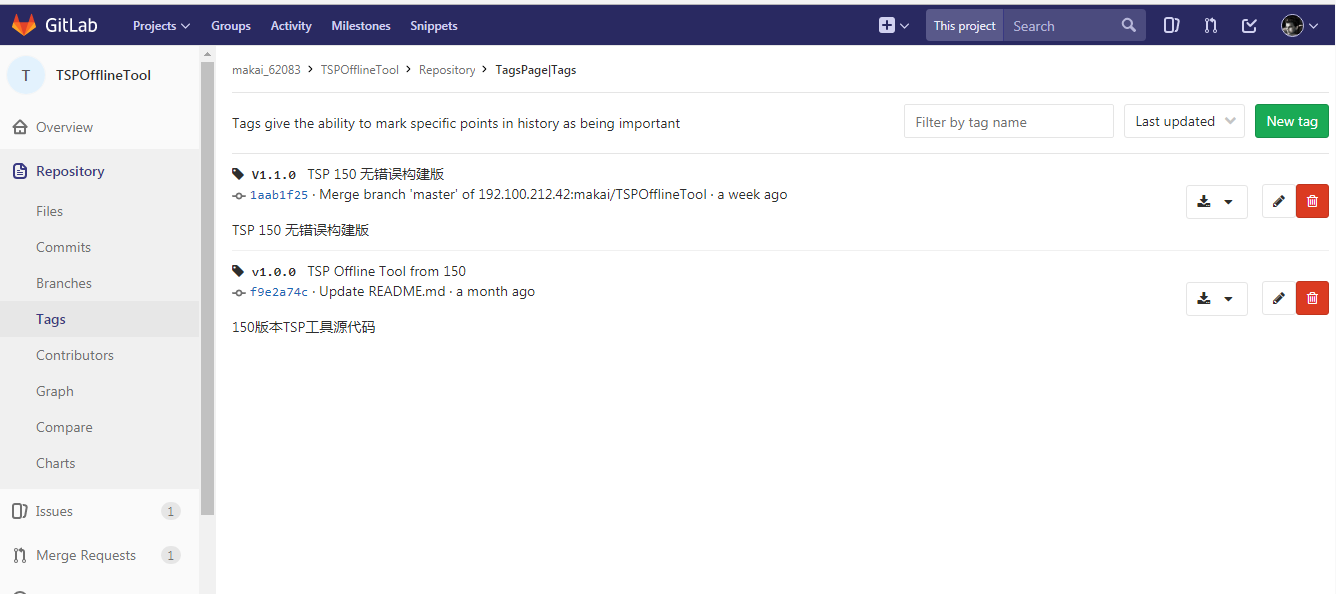 GitLab Projects Groups Activity Milestones Snippets This project Search
T TSPOfflineTool
Overview
Repository
Files
Commits
Branches
Tags
Contributors
Graph
Compare
Charts
Issues 1
Merge Requests 1
makai_62083 > TSPOfflineTool > Repository > TagsPage|Tags
Tags give the ability to mark specific points in history as being important Filter by tag name Last updated New tag
V1.1.0 TSP 150 无错误构建版
1aab1f25 · Merge branch 'master' of 192.100.212.42:makai/TSPOfflineTool · a week ago
TSP 150 无错误构建版
v1.0.0 TSP Offline Tool from 150
f9e2a74c · Update README.md · a month ago
150版本TSP工具源代码